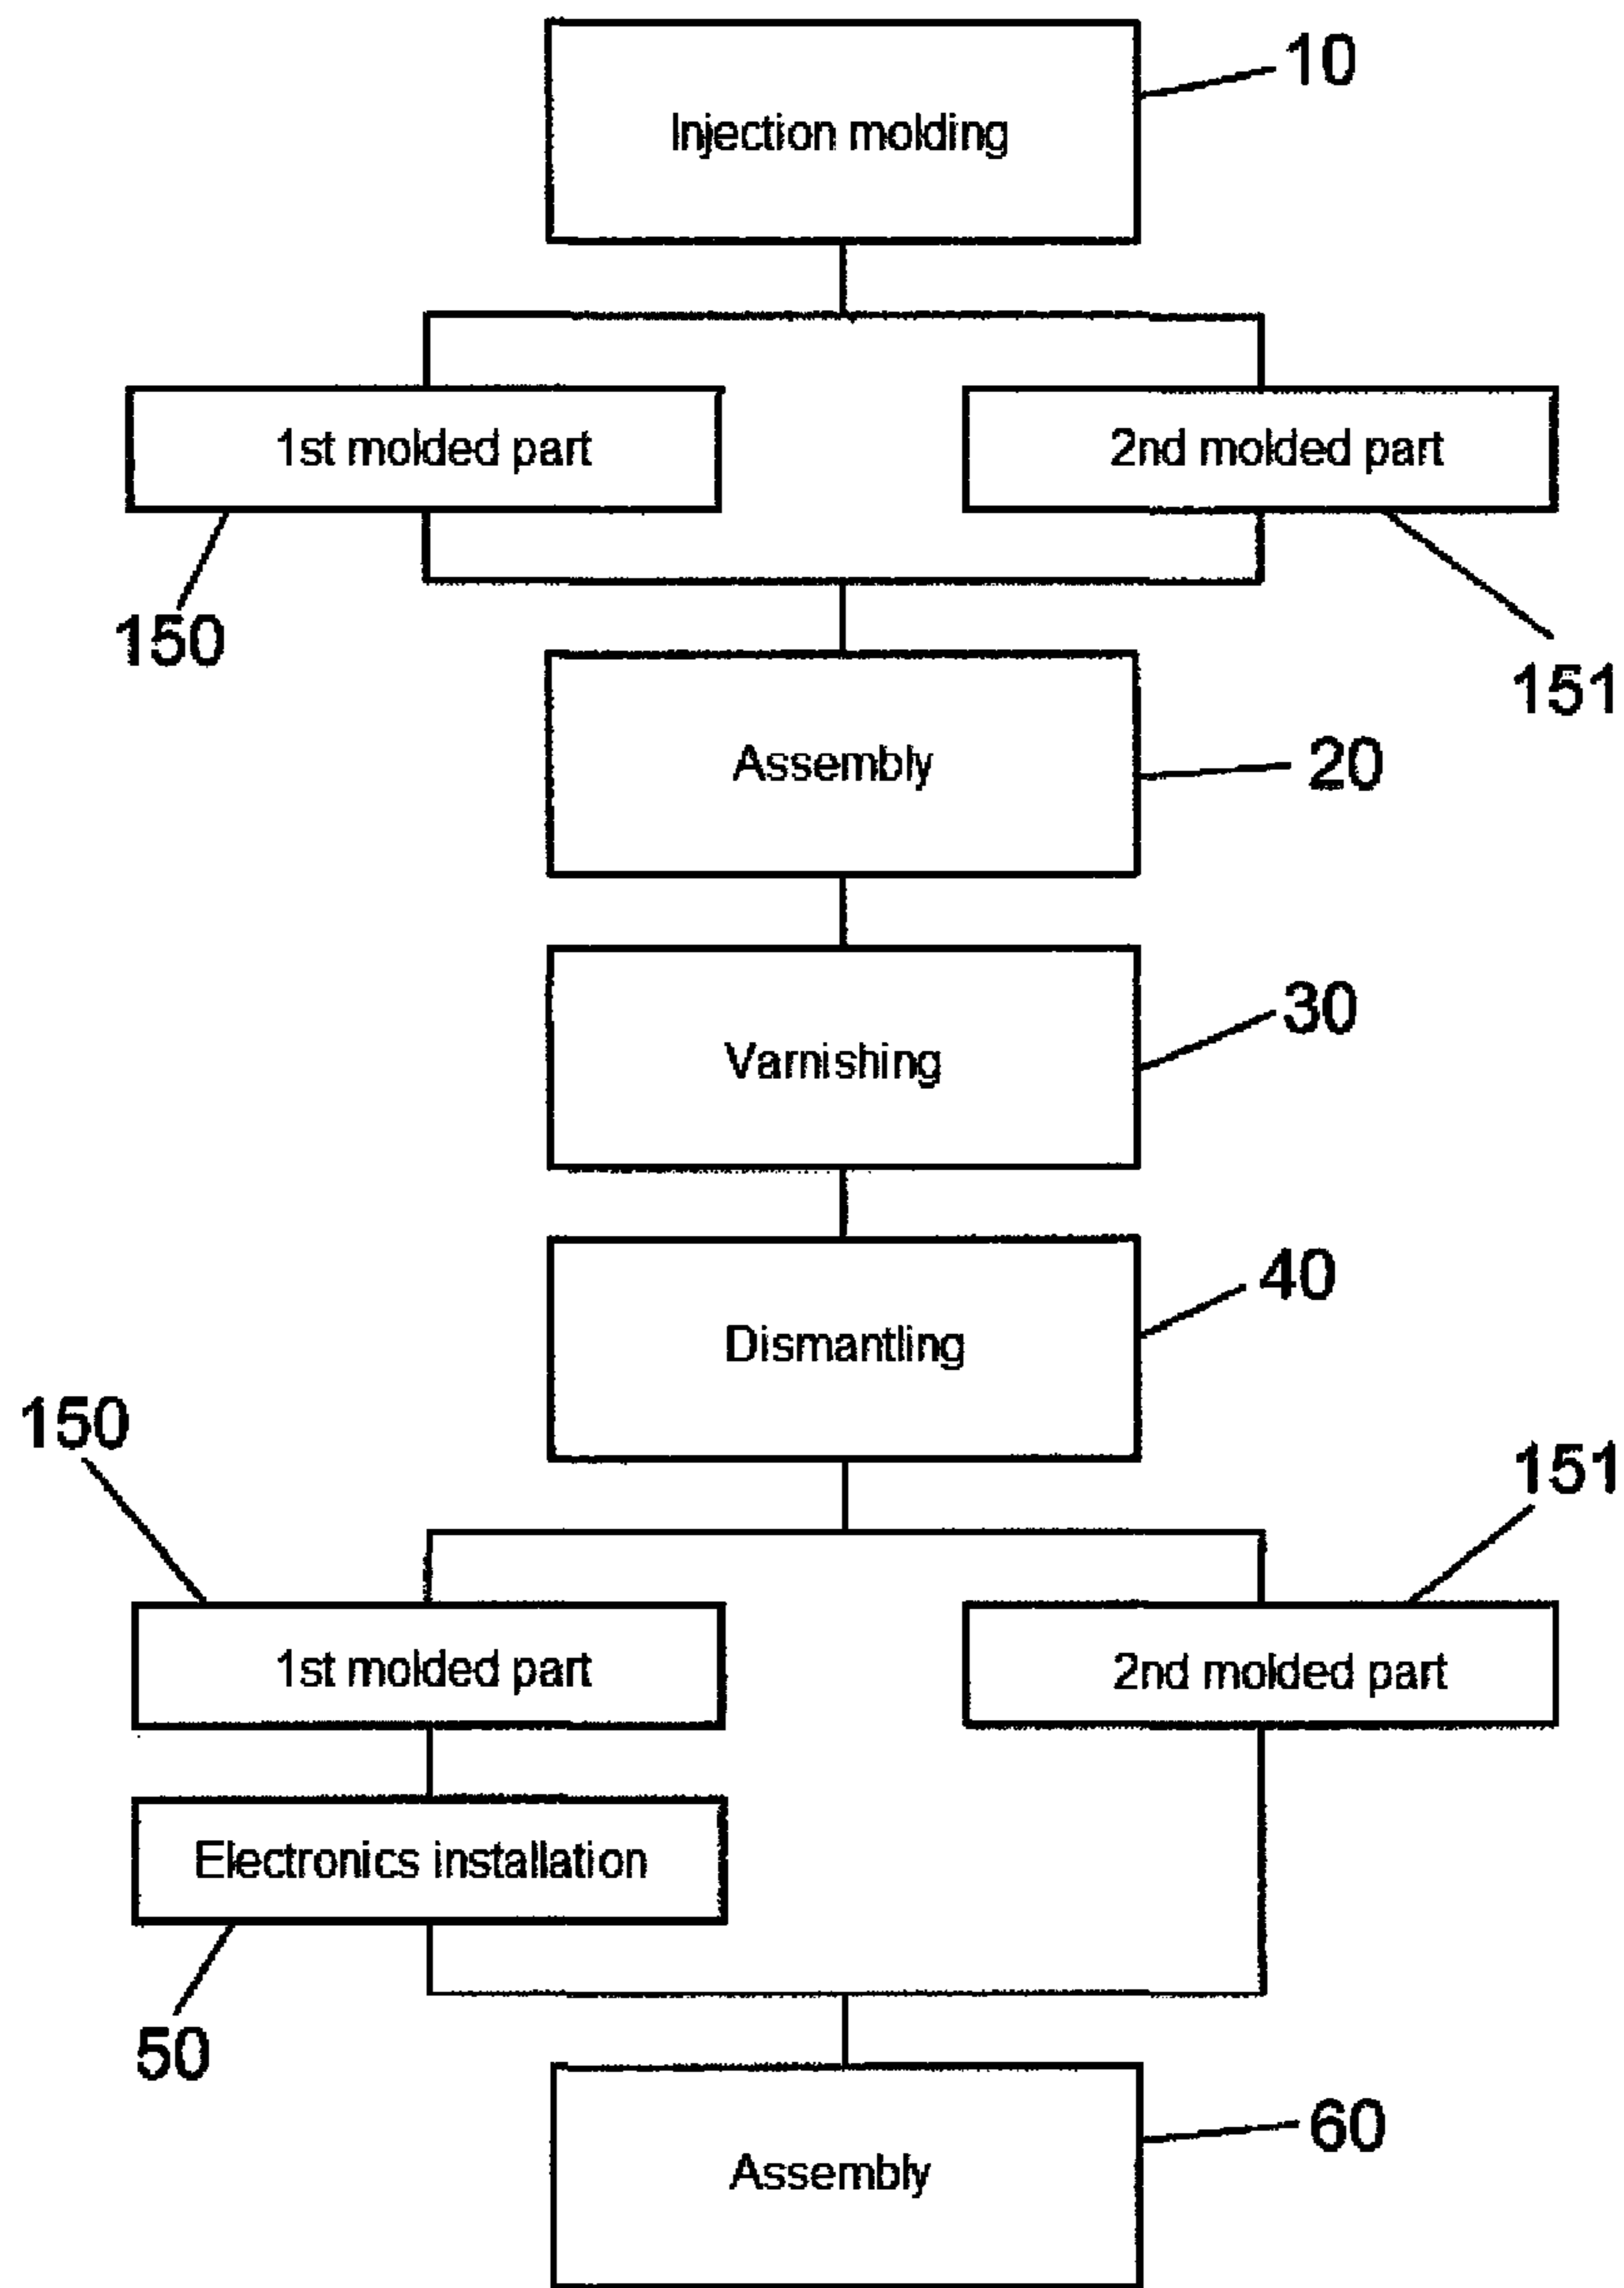 10
Injection molding
1st molded part
2nd molded part
150
151
Assembly
20
Varnishing
30
Dismantling
40
150
151
1st molded part
2nd molded part
Electronics installation
50
Assembly
60